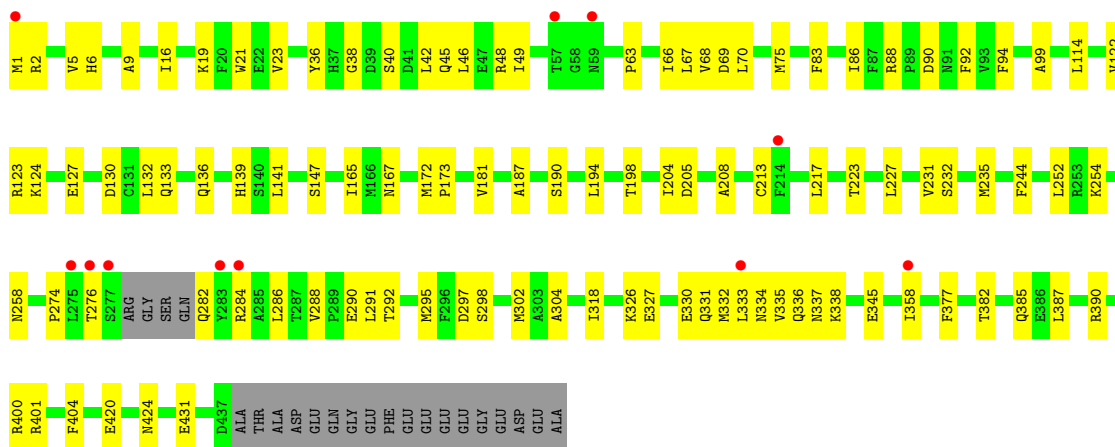 M1 R2 V5 H6 A9 I16 K19 F20 W21 E22 V23 Y36 H37 G38 D39 S40 D41 L42 Q45 L46 E47 R48 I49 T57 G58 N59 P63 I66 L67 V68 D69 L70 M75 F83 I86 F87 R88 P89 D90 N91 F92 V93 F94 A99 L114
R123 K124 E127 D130 C131 L132 Q133 Q136 H139 S140 L141 S147 I165 M166 N167 M172 P173 V181 A187 S190 L194 T198 I204 D205 A208 C213 F214 L217 T223 L227 V231 S232 M235 F244 L252 R253 K254
N258 P274 L275 T276 S277 ARG GLY SER GLN Q282 Y283 R284 A285 L286 T287 V288 P289 E290 L291 T292 M295 F296 D297 S298 M302 A303 A304 I318 K326 E327 E330 Q331 M332 L333 N334 V335 Q336 N337 K338 E345 I358 F377 T382 Q385 E386 L387 R390
R400 R401 F404 E420 N424 E431 D437 ALA THR ALA ASP GLU GLN GLY GLU PHE GLU GLU GLU GLU GLY GLU ASP GLU ALA